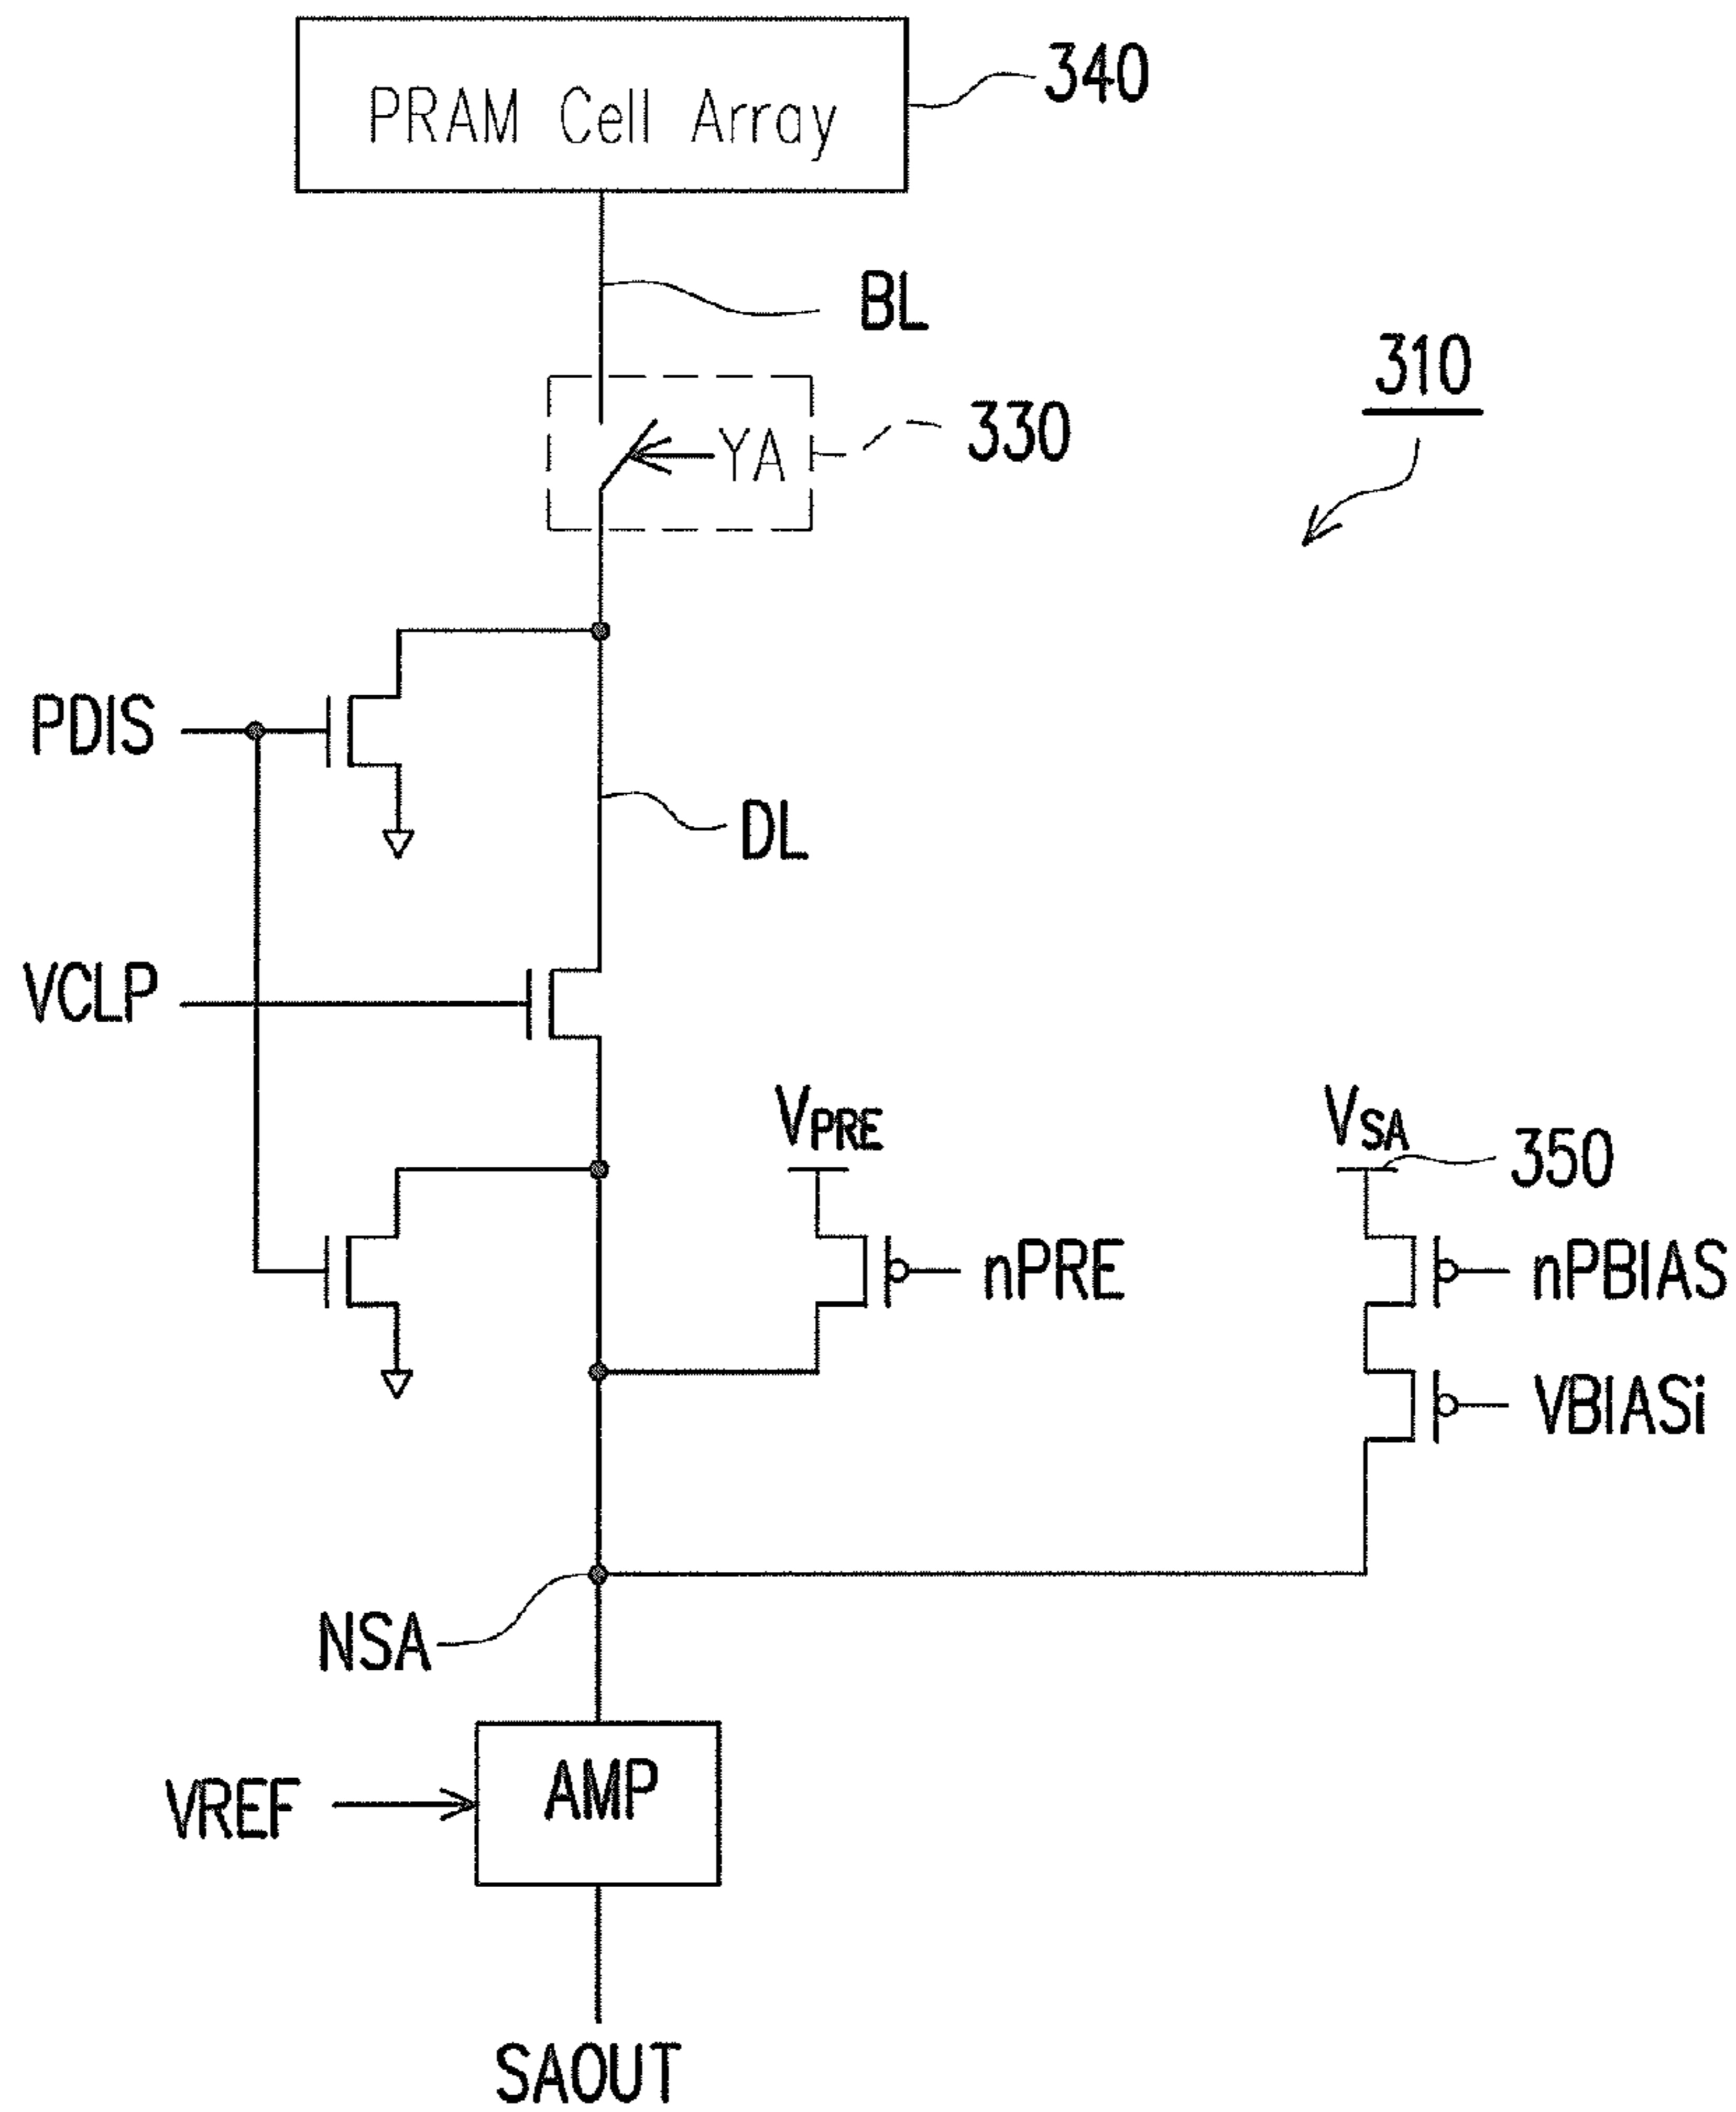 340
PRAM Cell Array
BL
310
330
YA
PDIS
DL
VCLP
VPRE
VSA
350
nPRE
nPBIAS
VBIASi
NSA
AMP
VREF
SAOUT